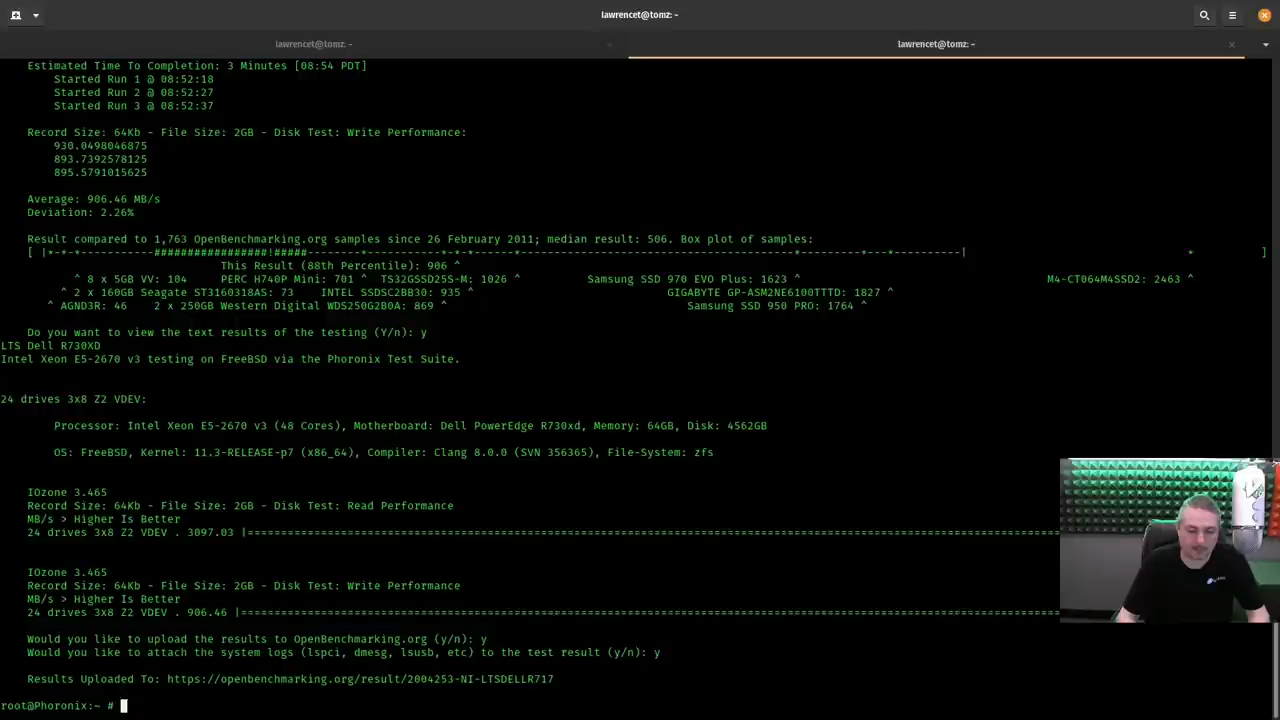 lawrencet@tomz: ~
lawrencet@tomz: ~
lawrencet@tomz: ~
Estimated Time To Completion: 3 Minutes [08:54 PDT]
Started Run 1 @ 08:52:18
Started Run 2 @ 08:52:27
Started Run 3 @ 08:52:37
Record Size: 64Kb - File Size: 2GB - Disk Test: Write Performance:
930.0498046875
893.7392578125
895.5791015625
Average: 906.46 MB/s
Deviation: 2.26%
Result compared to 1,763 OpenBenchmarking.org samples since 26 February 2011; median result: 506. Box plot of samples:
[ |*-*-*-----------#################!#####--------*-----------*-*-*------*-----------------------------------------------*---------*---*----------| * ]
This Result (88th Percentile): 906 ^
^ 8 x 5GB VV: 104 PERC H740P Mini: 701 ^ TS32GSSD25S-M: 1026 ^ Samsung SSD 970 EVO Plus: 1623 ^ M4-CT064M4SSD2: 2463 ^
^ 2 x 160GB Seagate ST3160318AS: 73 INTEL SSDSC2BB30: 935 ^ GIGABYTE GP-ASM2NE6100TTTD: 1827 ^
^ AGND3R: 46 2 x 250GB Western Digital WDS250G2B0A: 869 ^ Samsung SSD 950 PRO: 1764 ^
Do you want to view the text results of the testing (Y/n): y
LTS Dell R730XD
Intel Xeon E5-2670 v3 testing on FreeBSD via the Phoronix Test Suite.
24 drives 3x8 Z2 VDEV:
Processor: Intel Xeon E5-2670 v3 (48 Cores), Motherboard: Dell PowerEdge R730xd, Memory: 64GB, Disk: 4562GB
OS: FreeBSD, Kernel: 11.3-RELEASE-p7 (x86_64), Compiler: Clang 8.0.0 (SVN 356365), File-System: zfs
IOzone 3.465
Record Size: 64Kb - File Size: 2GB - Disk Test: Read Performance
MB/s > Higher Is Better
24 drives 3x8 Z2 VDEV . 3097.03 |==========================================================================================================================
IOzone 3.465
Record Size: 64Kb - File Size: 2GB - Disk Test: Write Performance
MB/s > Higher Is Better
24 drives 3x8 Z2 VDEV . 906.46 |===========================================================================================================================
Would you like to upload the results to OpenBenchmarking.org (y/n): y
Would you like to attach the system logs (lspci, dmesg, lsusb, etc) to the test result (y/n): y
Results Uploaded To: https://openbenchmarking.org/result/2004253-NI-LTSDELLR717
root@Phoronix:~ #